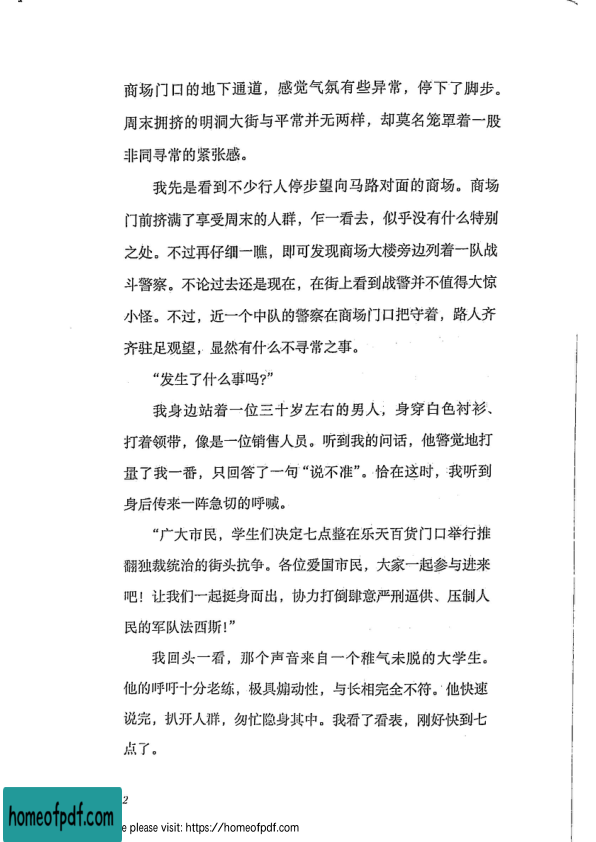 商场门口的地下通道，感觉气氛有些异常，停下了脚步。
周末拥挤的明洞大街与平常并无两样，却莫名笼罩着一股
非同寻常的紧张感。
我先是看到不少行人停步望向马路对面的商场。商场
门前挤满了享受周末的人群，乍一看去，似乎没有什么特别
之处。不过再仔细一瞧，即可发现商场大楼旁边列着一队战
斗警察。不论过去还是现在，在街上看到战警并不值得大惊
小怪。不过，近一个中队的警察在商场门口把守着，路人齐
齐驻足观望，显然有什么不寻常之事。
“发生了什么事吗？”
我身边站着一位三十岁左右的男人，身穿白色衬衫、
打着领带，像是一位销售人员。听到我的问话，他警觉地打
量了我一番，只回答了一句“说不准”。恰在这时，我听到
身后传来一阵急切的呼喊。
“广大市民，学生们决定七点整在乐天百货门口举行推
翻独裁统治的街头抗争。各位爱国市民，大家一起参与进来
吧！让我们一起挺身而出，协力打倒肆意严刑逼供、压制人
民的军队法西斯！”
我回头一看，那个声音来自一个稚气未脱的大学生。
他的呼吁十分老练，极具煽动性，与长相完全不符。他快速
说完，扒开人群，匆忙隐身其中。我看了看表，刚好快到七
点了。
2
homeofpdf.com
e please visit: https://homeofpdf.com